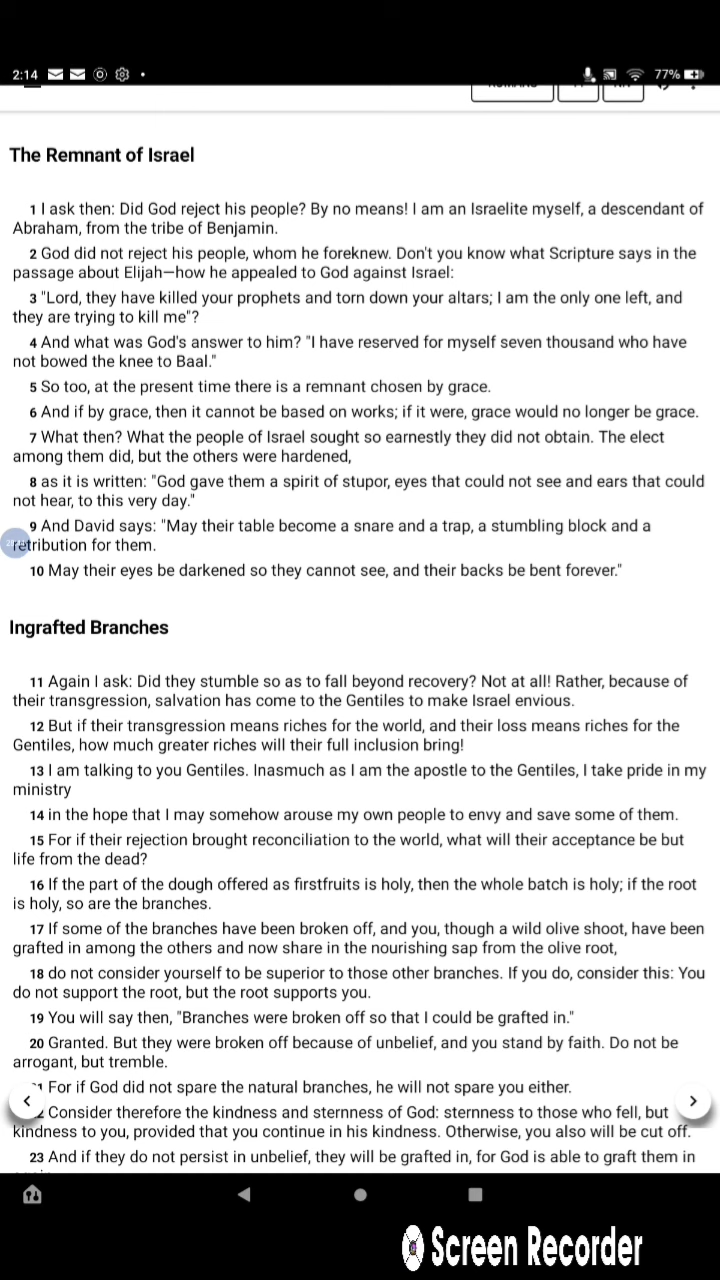 2:14
77%
The Remnant of Israel
1 I ask then: Did God reject his people? By no means! I am an Israelite myself, a descendant of
Abraham, from the tribe of Benjamin.
2 God did not reject his people, whom he foreknew. Don't you know what Scripture says in the
passage about Elijah—how he appealed to God against Israel:
3 "Lord, they have killed your prophets and torn down your altars; I am the only one left, and
they are trying to kill me"?
4 And what was God's answer to him? "I have reserved for myself seven thousand who have
not bowed the knee to Baal."
5 So too, at the present time there is a remnant chosen by grace.
6 And if by grace, then it cannot be based on works; if it were, grace would no longer be grace.
7 What then? What the people of Israel sought so earnestly they did not obtain. The elect
among them did, but the others were hardened,
8 as it is written: "God gave them a spirit of stupor, eyes that could not see and ears that could
not hear, to this very day."
9 And David says: "May their table become a snare and a trap, a stumbling block and a
retribution for them.
10 May their eyes be darkened so they cannot see, and their backs be bent forever."
Ingrafted Branches
11 Again I ask: Did they stumble so as to fall beyond recovery? Not at all! Rather, because of
their transgression, salvation has come to the Gentiles to make Israel envious.
12 But if their transgression means riches for the world, and their loss means riches for the
Gentiles, how much greater riches will their full inclusion bring!
13 I am talking to you Gentiles. Inasmuch as I am the apostle to the Gentiles, I take pride in my
ministry
14 in the hope that I may somehow arouse my own people to envy and save some of them.
15 For if their rejection brought reconciliation to the world, what will their acceptance be but
life from the dead?
16 If the part of the dough offered as firstfruits is holy, then the whole batch is holy; if the root
is holy, so are the branches.
17 If some of the branches have been broken off, and you, though a wild olive shoot, have been
grafted in among the others and now share in the nourishing sap from the olive root,
18 do not consider yourself to be superior to those other branches. If you do, consider this: You
do not support the root, but the root supports you.
19 You will say then, "Branches were broken off so that I could be grafted in."
20 Granted. But they were broken off because of unbelief, and you stand by faith. Do not be
arrogant, but tremble.
For if God did not spare the natural branches, he will not spare you either.
Consider therefore the kindness and sternness of God: sternness to those who fell, but
kindness to you, provided that you continue in his kindness. Otherwise, you also will be cut off.
23 And if they do not persist in unbelief, they will be grafted in, for God is able to graft them in
Screen Recorder